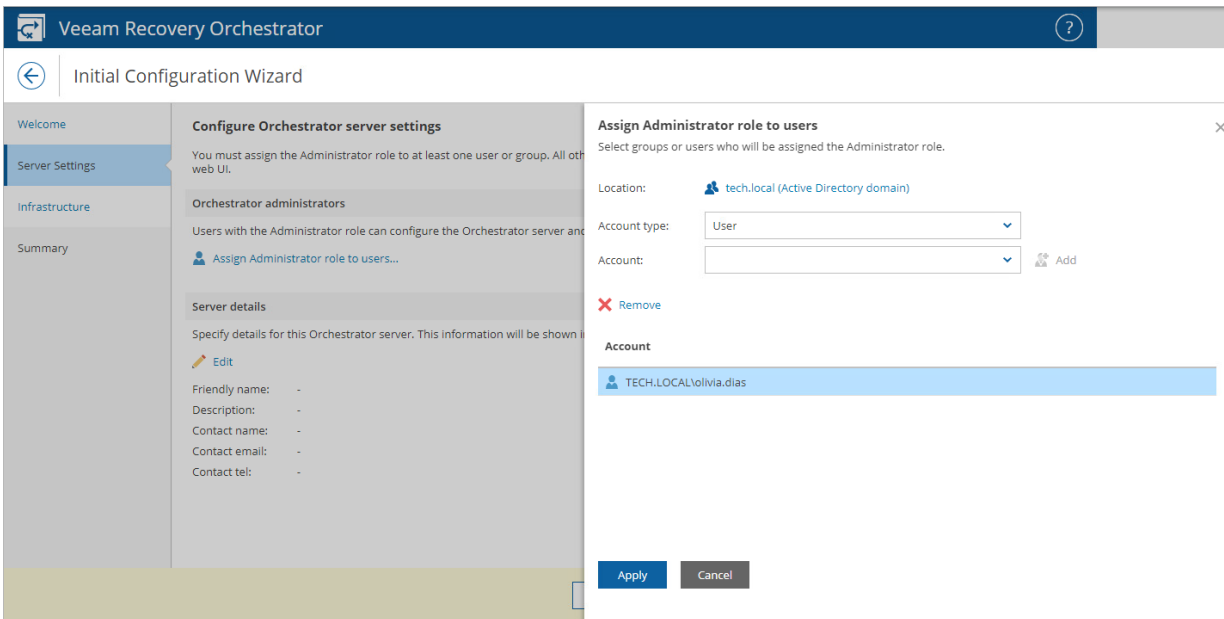 Veeam Recovery Orchestrator
?
Initial Configuration Wizard
Welcome
Server Settings
Infrastructure
Summary
Configure Orchestrator server settings
You must assign the Administrator role to at least one user or group. All
web UI.
Orchestrator administrators
Users with the Administrator role can configure the Orchestrator server
Assign Administrator role to users...
Server details
Specify details for this Orchestrator server. This information will be shown
Edit
Friendly name: -
Description: -
Contact name: -
Contact email: -
Contact tel: -
Assign Administrator role to users
Select groups or users who will be assigned the Administrator role.
Location: tech.local (Active Directory domain)
Account type: User
Account: Add
Remove
Account
TECH.LOCAL\olivia.dias
Apply Cancel